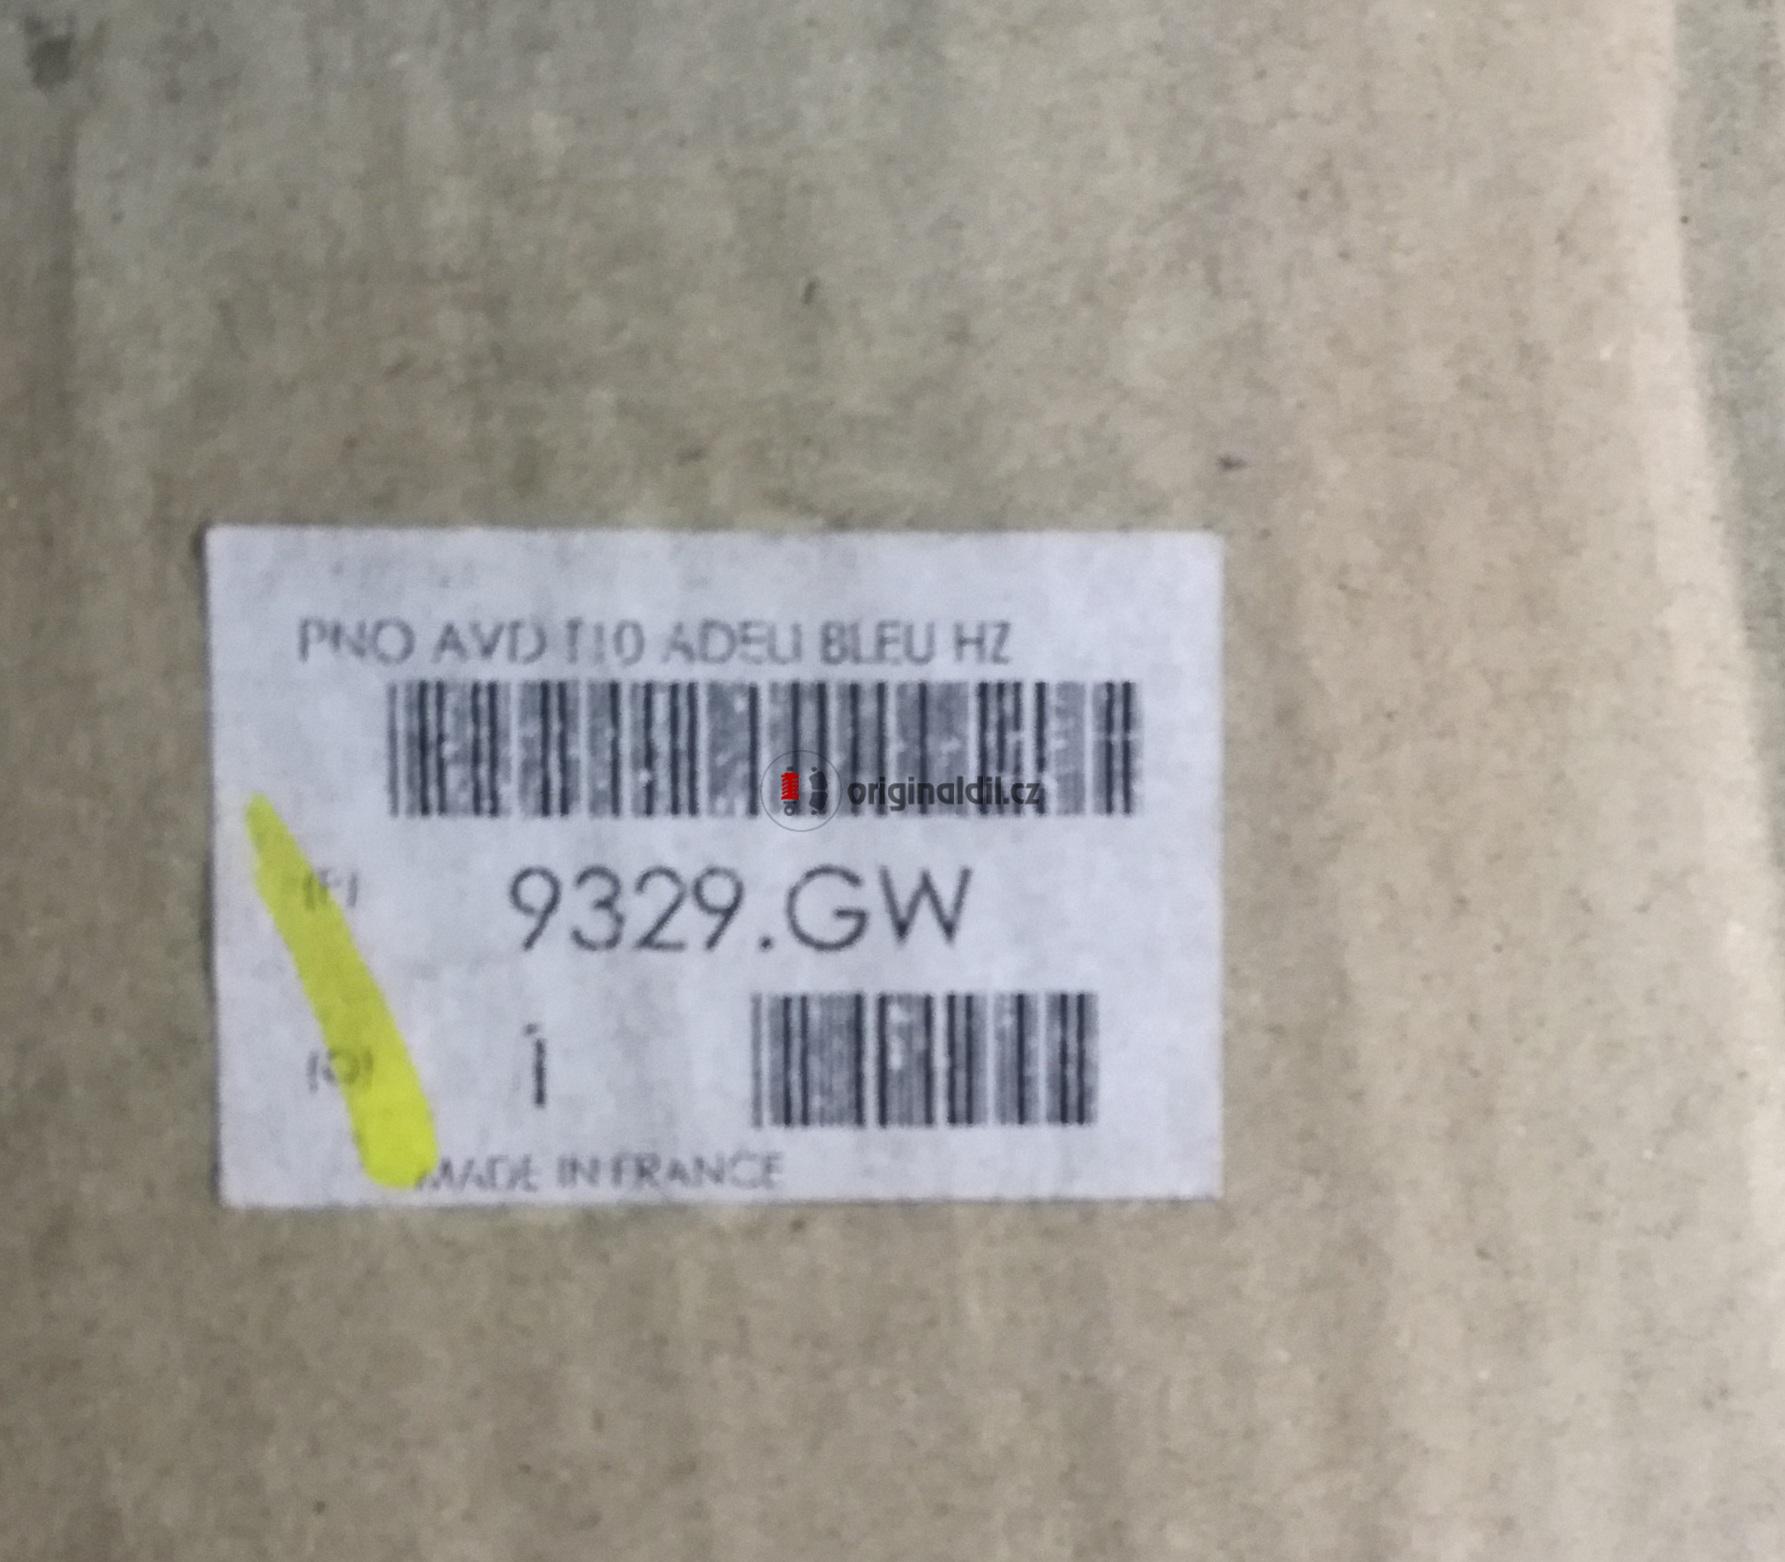 PNO AVD T10 ADELI BLEU HZ
originaldil.cz
(P) 9329.GW
(Q) 1
MADE IN FRANCE